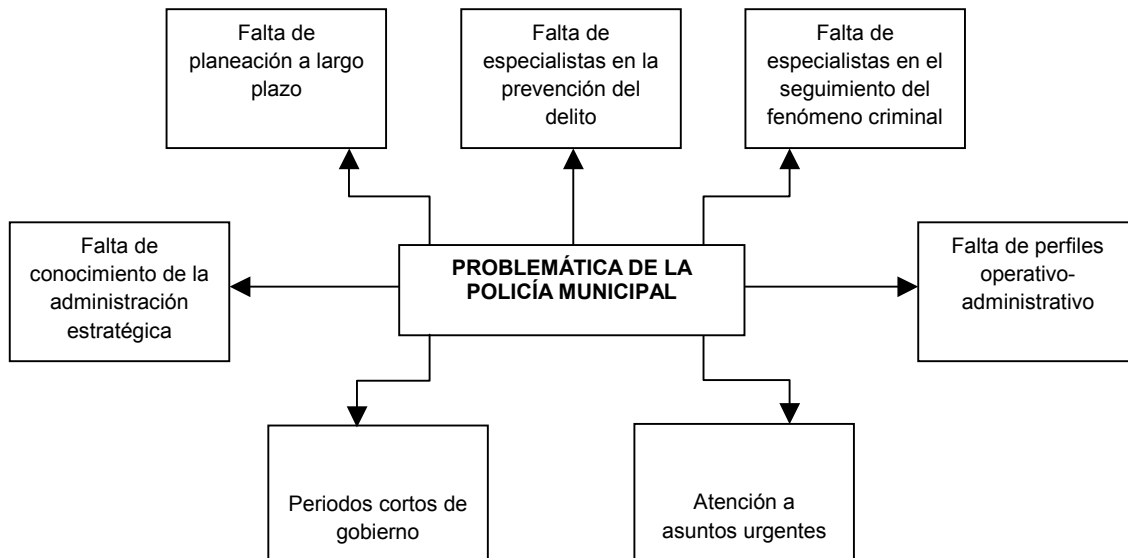 Falta de
planeación a largo
plazo
Falta de
especialistas en la
prevención del
delito
Falta de
especialistas en el
seguimiento del
fenómeno criminal
Falta de
conocimiento de la
administración
estratégica
PROBLEMÁTICA DE LA
POLICÍA MUNICIPAL
Falta de perfiles
operativo-
administrativo
Periodos cortos de
gobierno
Atención a
asuntos urgentes